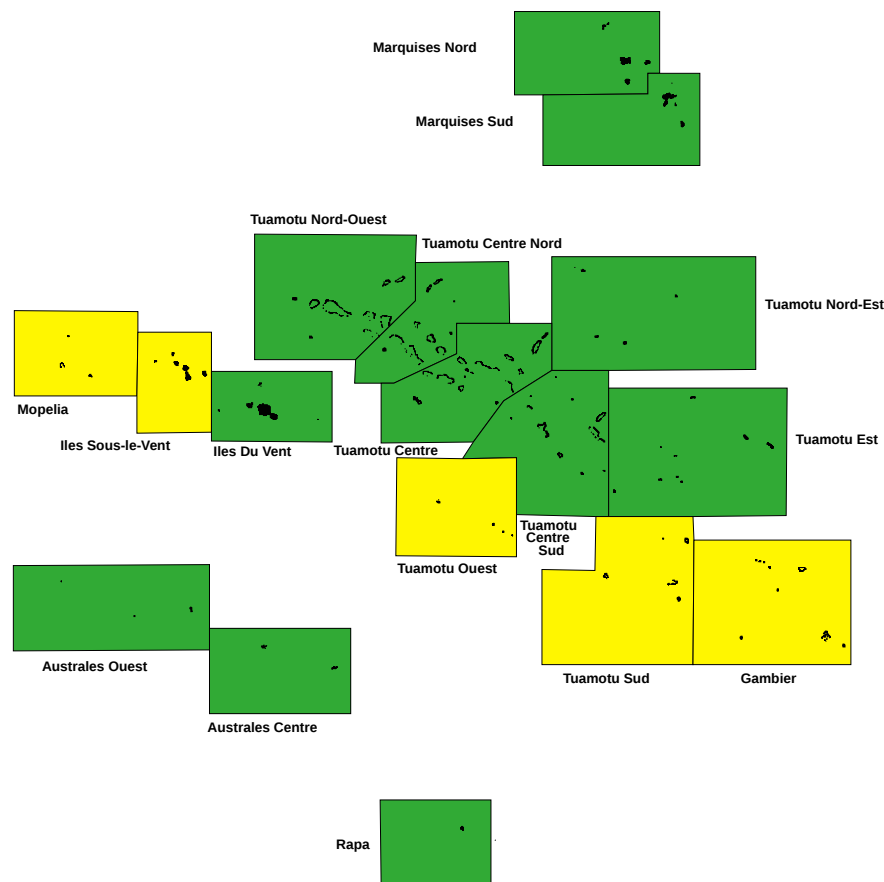 Marquises Nord
Marquises Sud
Tuamotu Nord-Ouest
Tuamotu Centre Nord
Tuamotu Nord-Est
Mopelia
Iles Sous-le-Vent
Iles Du Vent
Tuamotu Centre
Tuamotu Est
Tuamotu Ouest
Tuamotu
Centre
Sud
Australes Ouest
Tuamotu Sud
Gambier
Australes Centre
Rapa